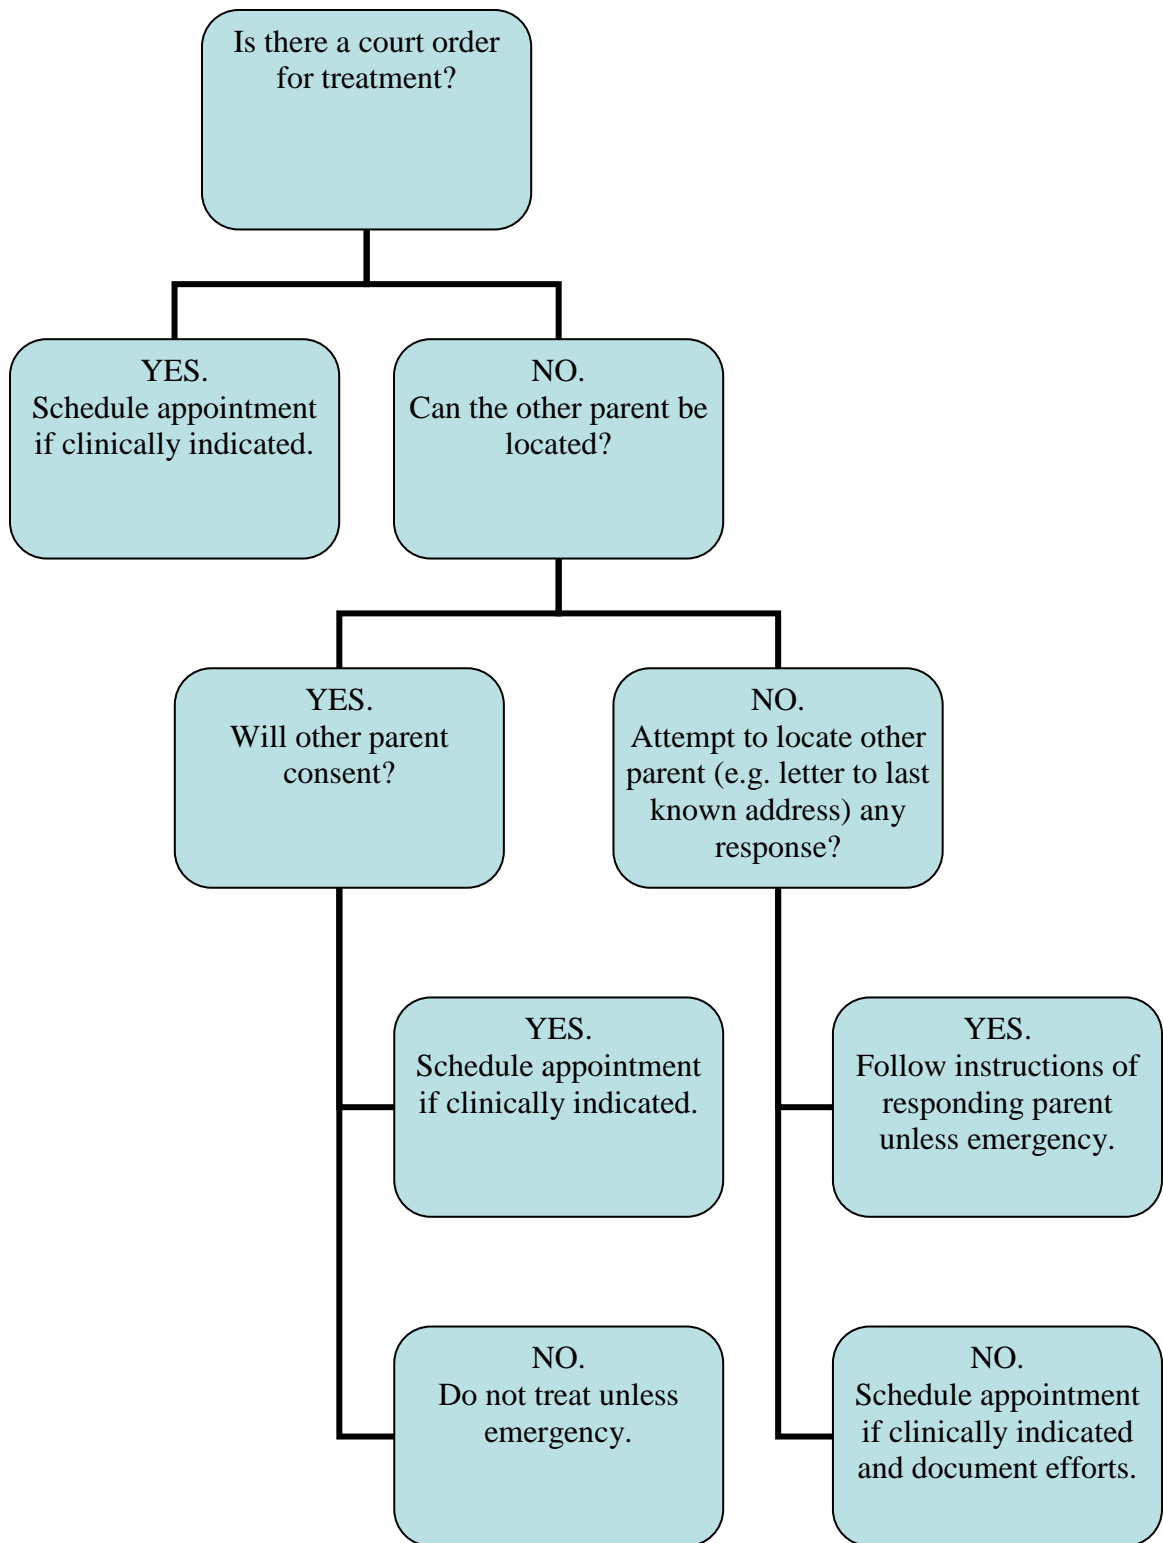 Is there a court order
for treatment?
YES.
Schedule appointment
if clinically indicated.
NO.
Can the other parent be
located?
YES.
Will other parent
consent?
NO.
Attempt to locate other
parent (e.g. letter to last
known address) any
response?
YES.
Schedule appointment
if clinically indicated.
YES.
Follow instructions of
responding parent
unless emergency.
NO.
Do not treat unless
emergency.
NO.
Schedule appointment
if clinically indicated
and document efforts.